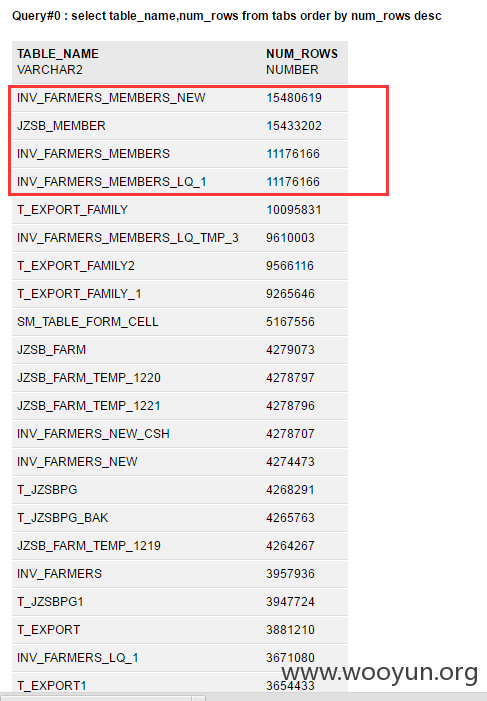 Query#0 : select table_name,num_rows from tabs order by num_rows desc
TABLE_NAME NUM_ROWS
VARCHAR2 NUMBER
INV_FARMERS_MEMBERS_NEW 15480619
JZSB_MEMBER 15433202
INV_FARMERS_MEMBERS 11176166
INV_FARMERS_MEMBERS_LQ_1 11176166
T_EXPORT_FAMILY 10095831
INV_FARMERS_MEMBERS_LQ_TMP_3 9610003
T_EXPORT_FAMILY2 9566116
T_EXPORT_FAMILY_1 9265646
SM_TABLE_FORM_CELL 5167556
JZSB_FARM 4279073
JZSB_FARM_TEMP_1220 4278797
JZSB_FARM_TEMP_1221 4278796
INV_FARMERS_NEW_CSH 4278707
INV_FARMERS_NEW 4274473
T_JZSBPG 4268291
T_JZSBPG_BAK 4265763
JZSB_FARM_TEMP_1219 4264267
INV_FARMERS 3957936
T_JZSBPG1 3947724
T_EXPORT 3881210
INV_FARMERS_LQ_1 3671080
www.wooyun.org
T_EXPORT1 3654433